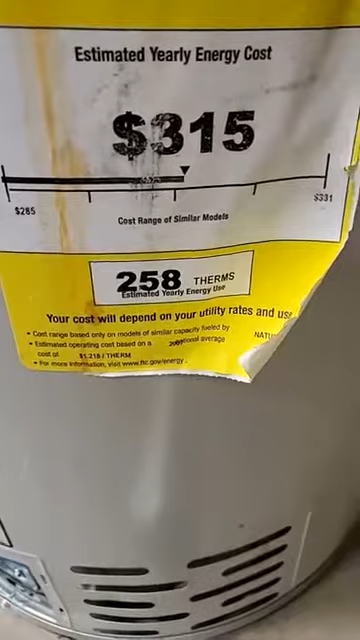 Estimated Yearly Energy Cost
$315
$285
$331
Cost Range of Similar Models
258 THERMS
Estimated Yearly Energy Use
Your cost will depend on your utility rates and use
• Cost range based only on models of similar capacity fueled by NATU
• Estimated operating cost based on a 2007 national average
cost of $1.218 / THERM
• For more information, visit www.ftc.gov/energy.